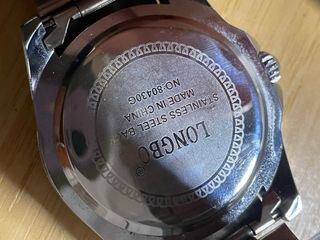 LONGBO
STAINLESS STEEL BA
MADE IN CHINA
NO:80430G